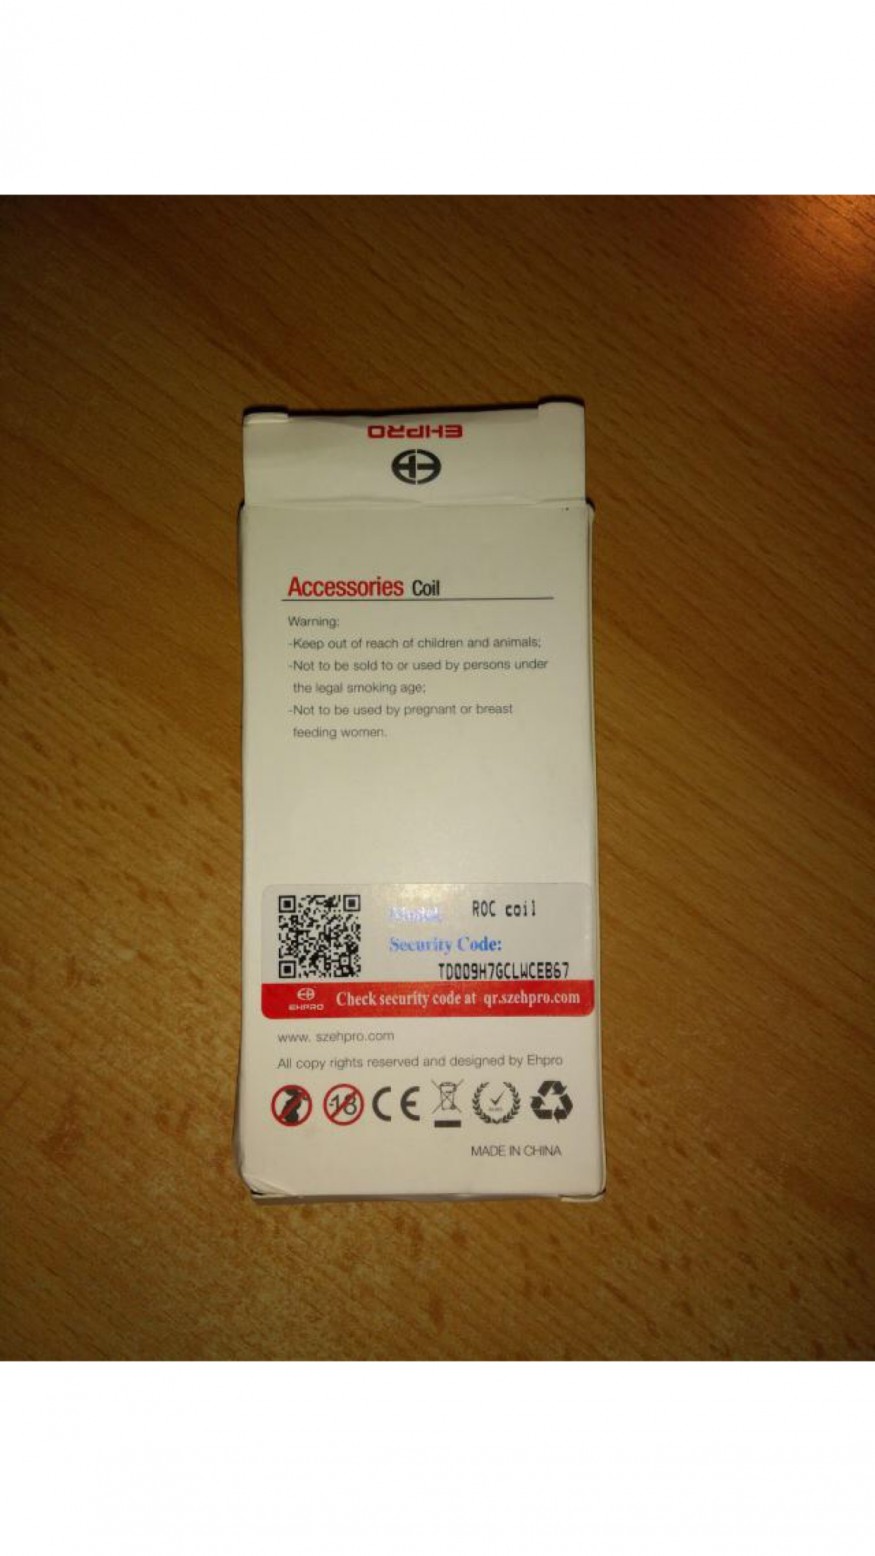 EHPRO
Accessories Coil
Warning:
-Keep out of reach of children and animals;
-Not to be sold to or used by persons under
the legal smoking age;
-Not to be used by pregnant or breast
feeding women.
Model: ROC coil
Security Code:
TD009H7GCLWCEB67
EHPRO Check security code at qr.szehpro.com
www. szehpro.com
All copy rights reserved and designed by Ehpro
-18 CE
MADE IN CHINA